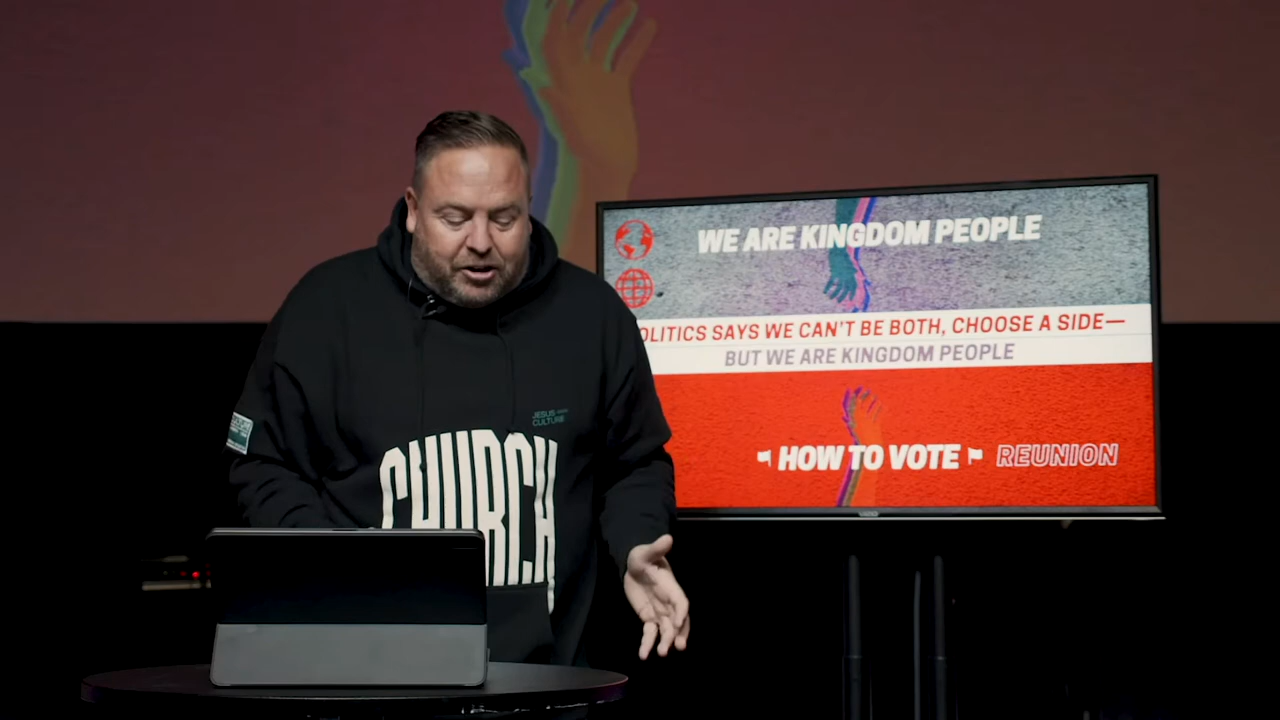 WE ARE KINGDOM PEOPLE
OLITICS SAYS WE CAN'T BE BOTH, CHOOSE A SIDE—
BUT WE ARE KINGDOM PEOPLE
HOW TO VOTE REUNION
JESUS
CULTURE
CHURCH